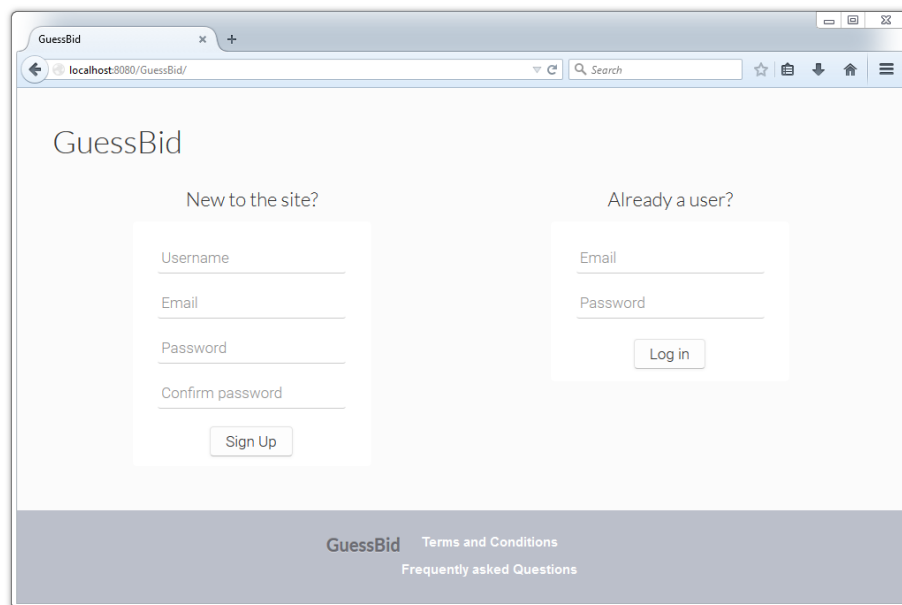 GuessBid
localhost:8080/GuessBid/
Search
GuessBid
New to the site?
Username
Email
Password
Confirm password
Sign Up
Already a user?
Email
Password
Log in
GuessBid
Terms and Conditions
Frequently asked Questions